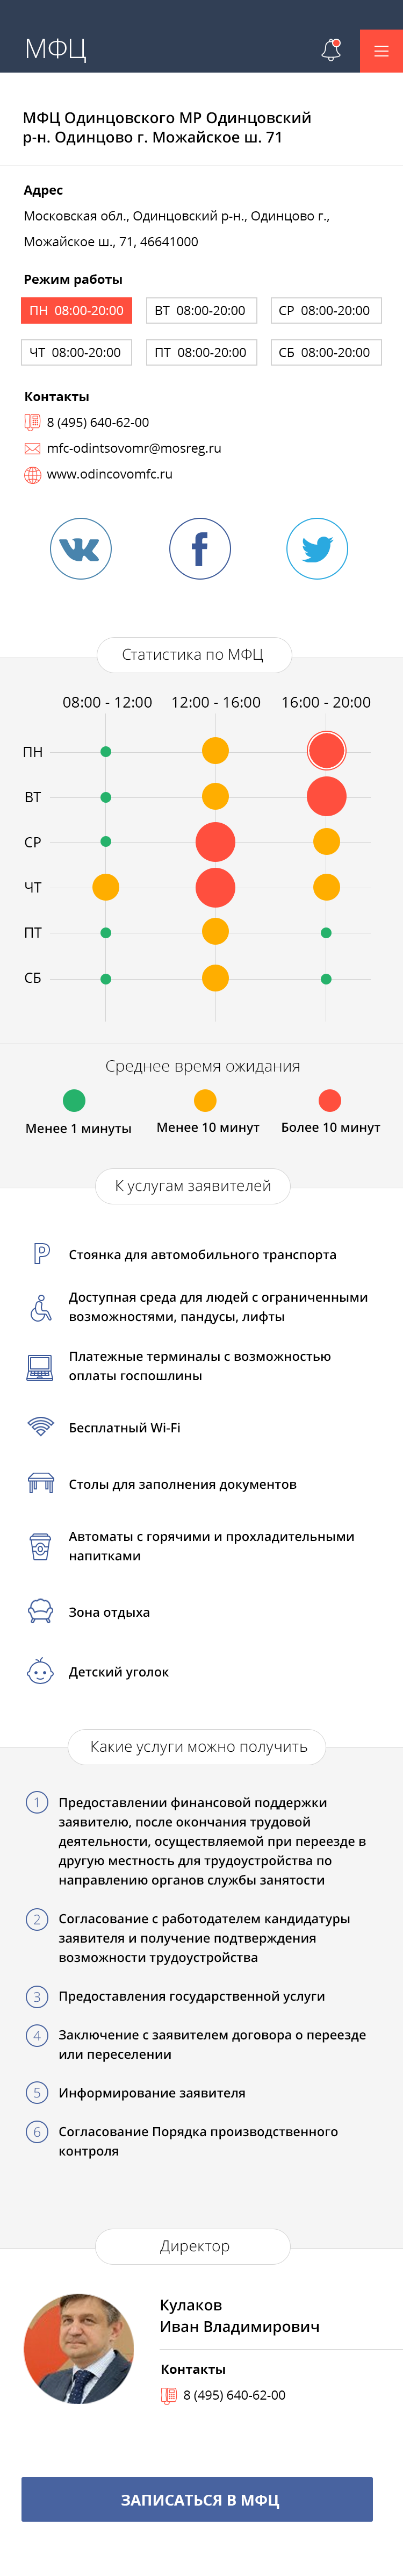 МФЦ
МФЦ Одинцовского МР Одинцовский
р-н. Одинцово г. Можайское ш. 71
Адрес
Московская обл., Одинцовский р-н., Одинцово г.,
Можайское ш., 71, 46641000
Режим работы
ПН 08:00-20:00 ВТ 08:00-20:00 СР 08:00-20:00
ЧТ 08:00-20:00 ПТ 08:00-20:00 СБ 08:00-20:00
Контакты
8 (495) 640-62-00
mfc-odintsovomr@mosreg.ru
www.odincovomfc.ru
Статистика по МФЦ
08:00 - 12:00 12:00 - 16:00 16:00 - 20:00
ПН
ВТ
СР
ЧТ
ПТ
СБ
Среднее время ожидания
Менее 1 минуты Менее 10 минут Более 10 минут
К услугам заявителей
Стоянка для автомобильного транспорта
Доступная среда для людей с ограниченными
возможностями, пандусы, лифты
Платежные терминалы с возможностью
оплаты госпошлины
Бесплатный Wi-Fi
Столы для заполнения документов
Автоматы с горячими и прохладительными
напитками
Зона отдыха
Детский уголок
Какие услуги можно получить
1 Предоставлении финансовой поддержки
заявителю, после окончания трудовой
деятельности, осуществляемой при переезде в
другую местность для трудоустройства по
направлению органов службы занятости
2 Согласование с работодателем кандидатуры
заявителя и получение подтверждения
возможности трудоустройства
3 Предоставления государственной услуги
4 Заключение с заявителем договора о переезде
или переселении
5 Информирование заявителя
6 Согласование Порядка производственного
контроля
Директор
Кулаков
Иван Владимирович
Контакты
8 (495) 640-62-00
ЗАПИСАТЬСЯ В МФЦ